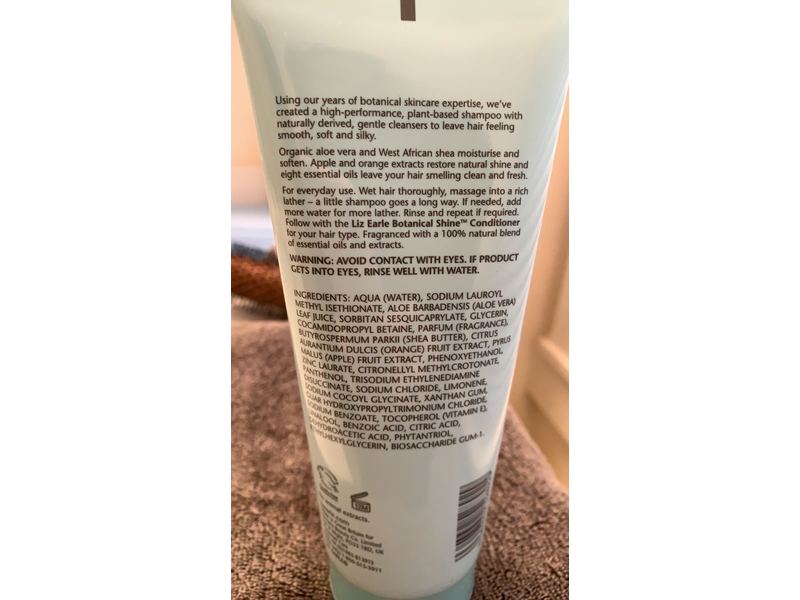 Using our years of botanical skincare expertise, we've
created a high-performance, plant-based shampoo with
naturally derived, gentle cleansers to leave hair feeling
smooth, soft and silky.
Organic aloe vera and West African shea moisturise and
soften. Apple and orange extracts restore natural shine and
eight essential oils leave your hair smelling clean and fresh.
For everyday use. Wet hair thoroughly, massage into a rich
lather – a little shampoo goes a long way. If needed, add
more water for more lather. Rinse and repeat if required.
Follow with the Liz Earle Botanical Shine™ Conditioner
for your hair type. Fragranced with a 100% natural blend
of essential oils and extracts.
WARNING: AVOID CONTACT WITH EYES. IF PRODUCT
GETS INTO EYES, RINSE WELL WITH WATER.
INGREDIENTS: AQUA (WATER), SODIUM LAUROYL
METHYL ISETHIONATE, ALOE BARBADENSIS (ALOE VERA)
LEAF JUICE, SORBITAN SESQUICAPRYLATE, GLYCERIN,
COCAMIDOPROPYL BETAINE, PARFUM (FRAGRANCE),
BUTYROSPERMUM PARKII (SHEA BUTTER), CITRUS
AURANTIUM DULCIS (ORANGE) FRUIT EXTRACT, PYRUS
MALUS (APPLE) FRUIT EXTRACT, PHENOXYETHANOL,
ZINC LAURATE, CITRONELLYL METHYLCROTONATE,
PANTHENOL, TRISODIUM ETHYLENEDIAMINE
DISUCCINATE, SODIUM CHLORIDE, LIMONENE,
SODIUM COCOYL GLYCINATE, XANTHAN GUM,
GUAR HYDROXYPROPYLTRIMONIUM CHLORIDE,
SODIUM BENZOATE, TOCOPHEROL (VITAMIN E),
LINALOOL, BENZOIC ACID, CITRIC ACID,
DEHYDROACETIC ACID, PHYTANTRIOL,
ETHYLHEXYLGLYCERIN, BIOSACCHARIDE GUM-1.
12M
animal extracts.
.com
Britain for
Co. Limited
PO33 1BD, UK